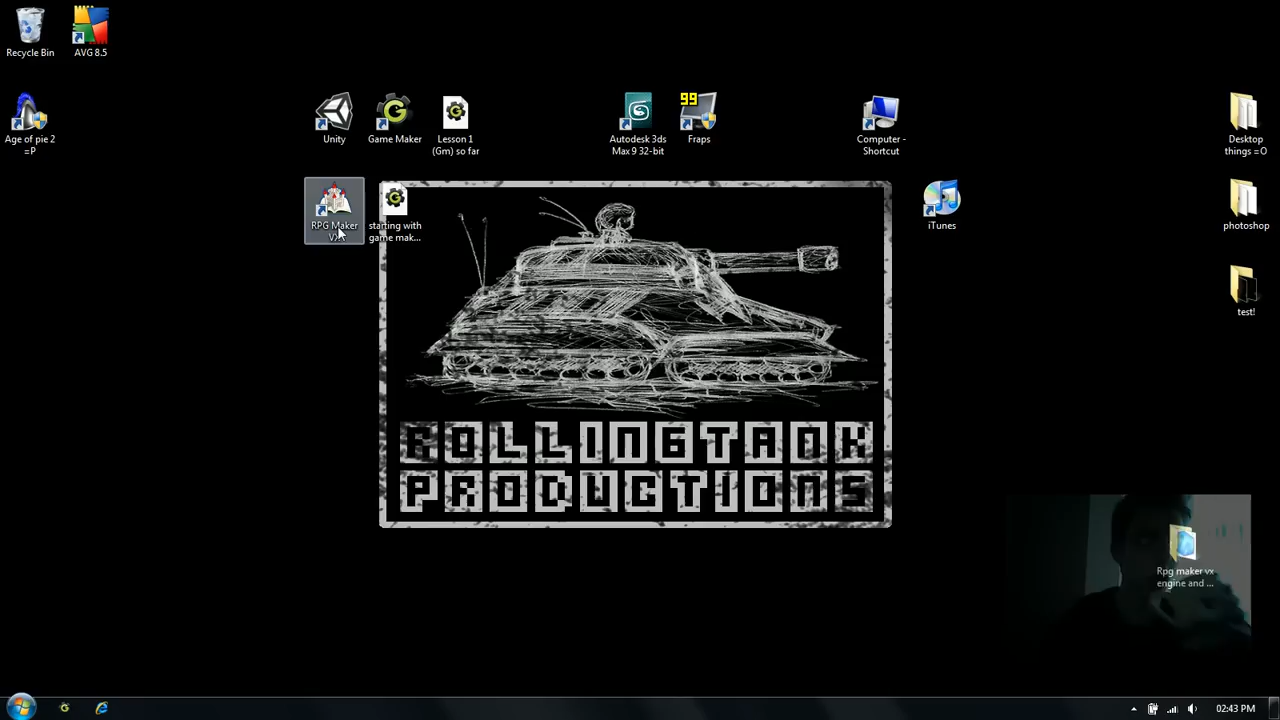 Recycle Bin
AVG 8.5
Age of pie 2
=P
Unity
Game Maker
Lesson 1
(Gm) so far
Autodesk 3ds
Max 9 32-bit
99
Fraps
Computer -
Shortcut
Desktop
things =O
RPG Maker
VX
starting with
game mak...
iTunes
photoshop
test!
ROLLINGTANK
PRODUCTIONS
Rpg maker vx
engine and ...
02:43 PM